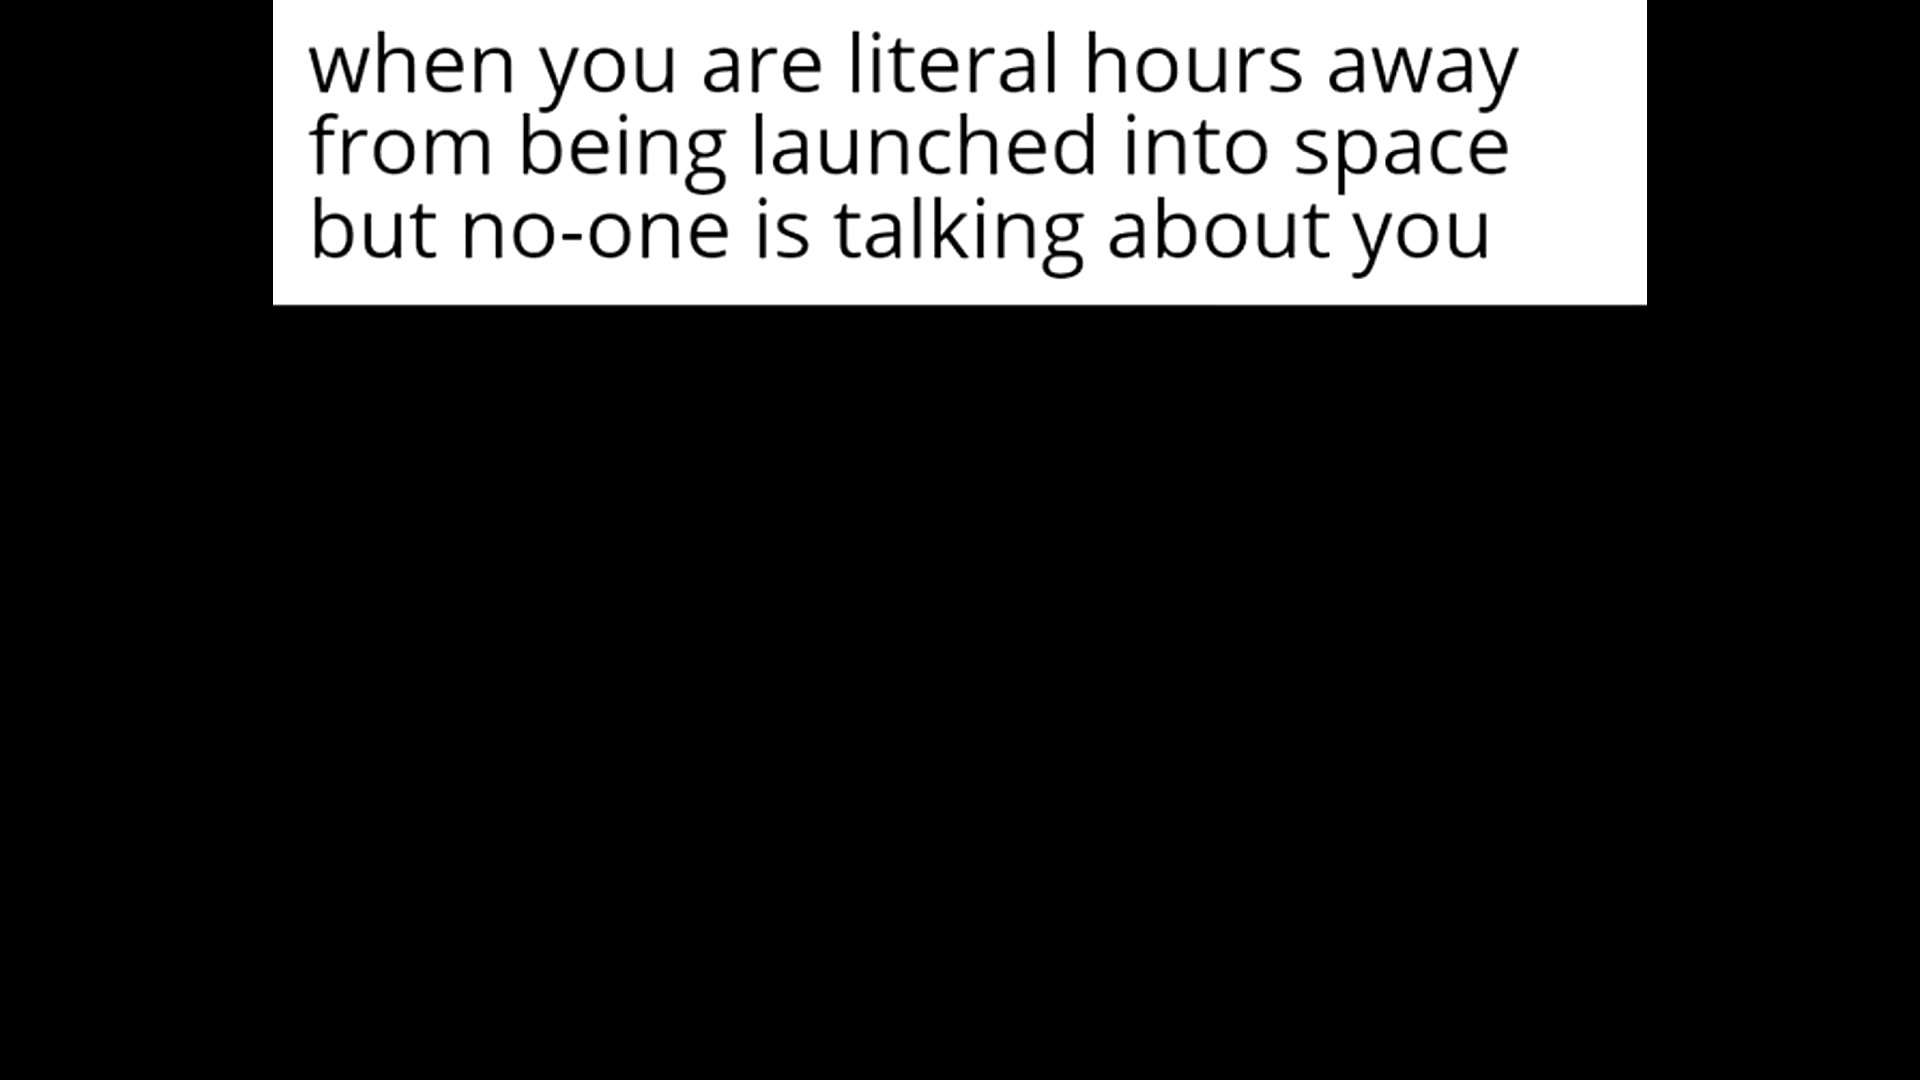 when you are literal hours away
from being launched into space
but no-one is talking about you